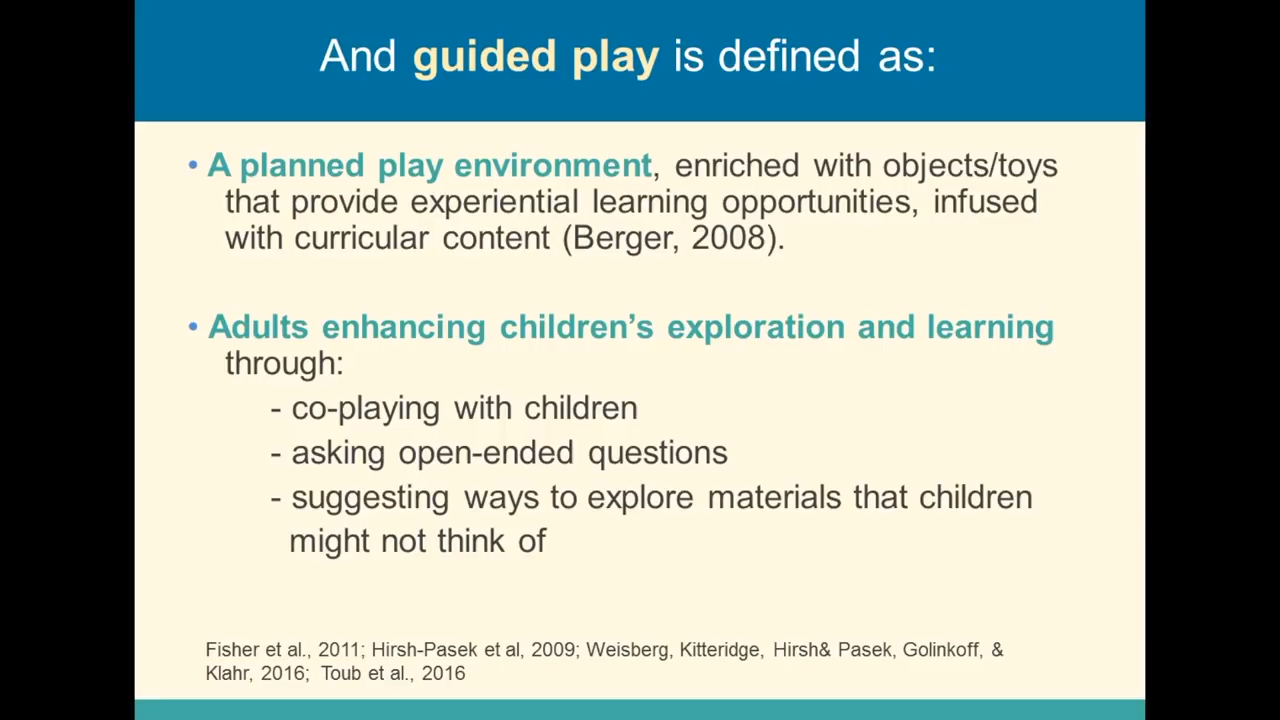 And guided play is defined as:
• A planned play environment, enriched with objects/toys
that provide experiential learning opportunities, infused
with curricular content (Berger, 2008).
• Adults enhancing children’s exploration and learning
through:
- co-playing with children
- asking open-ended questions
- suggesting ways to explore materials that children
might not think of
Fisher et al., 2011; Hirsh-Pasek et al, 2009; Weisberg, Kitteridge, Hirsh& Pasek, Golinkoff, &
Klahr, 2016; Toub et al., 2016